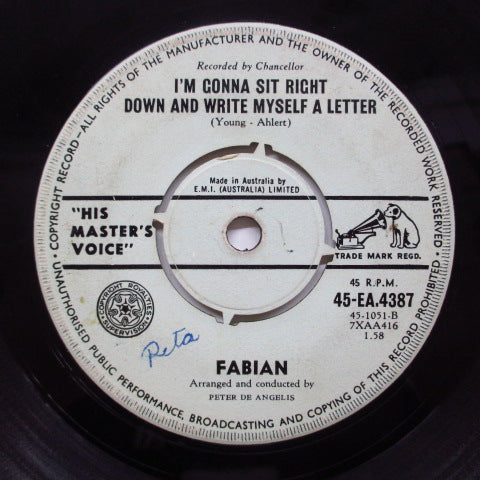 COPYRIGHT RECORD—ALL RIGHTS OF THE MANUFACTURER AND THE OWNER OF THE RECORDED WORK RESERVED
UNAUTHORISED PUBLIC PERFORMANCE, BROADCASTING AND COPYING OF THIS RECORD PROHIBITED
Recorded by Chancellor
I'M GONNA SIT RIGHT
DOWN AND WRITE MYSELF A LETTER
(Young - Ahlert)
Made in Australia by
E.M.I. (AUSTRALIA) LIMITED
"HIS
MASTER'S
VOICE"
TRADE MARK REGD.
45 R.P.M.
45-EA.4387
45-1051-B
7XAA416
1.58
COPYRIGHT ROYALTIES
SUPERVISION
Peta
FABIAN
Arranged and conducted by
PETER DE ANGELIS